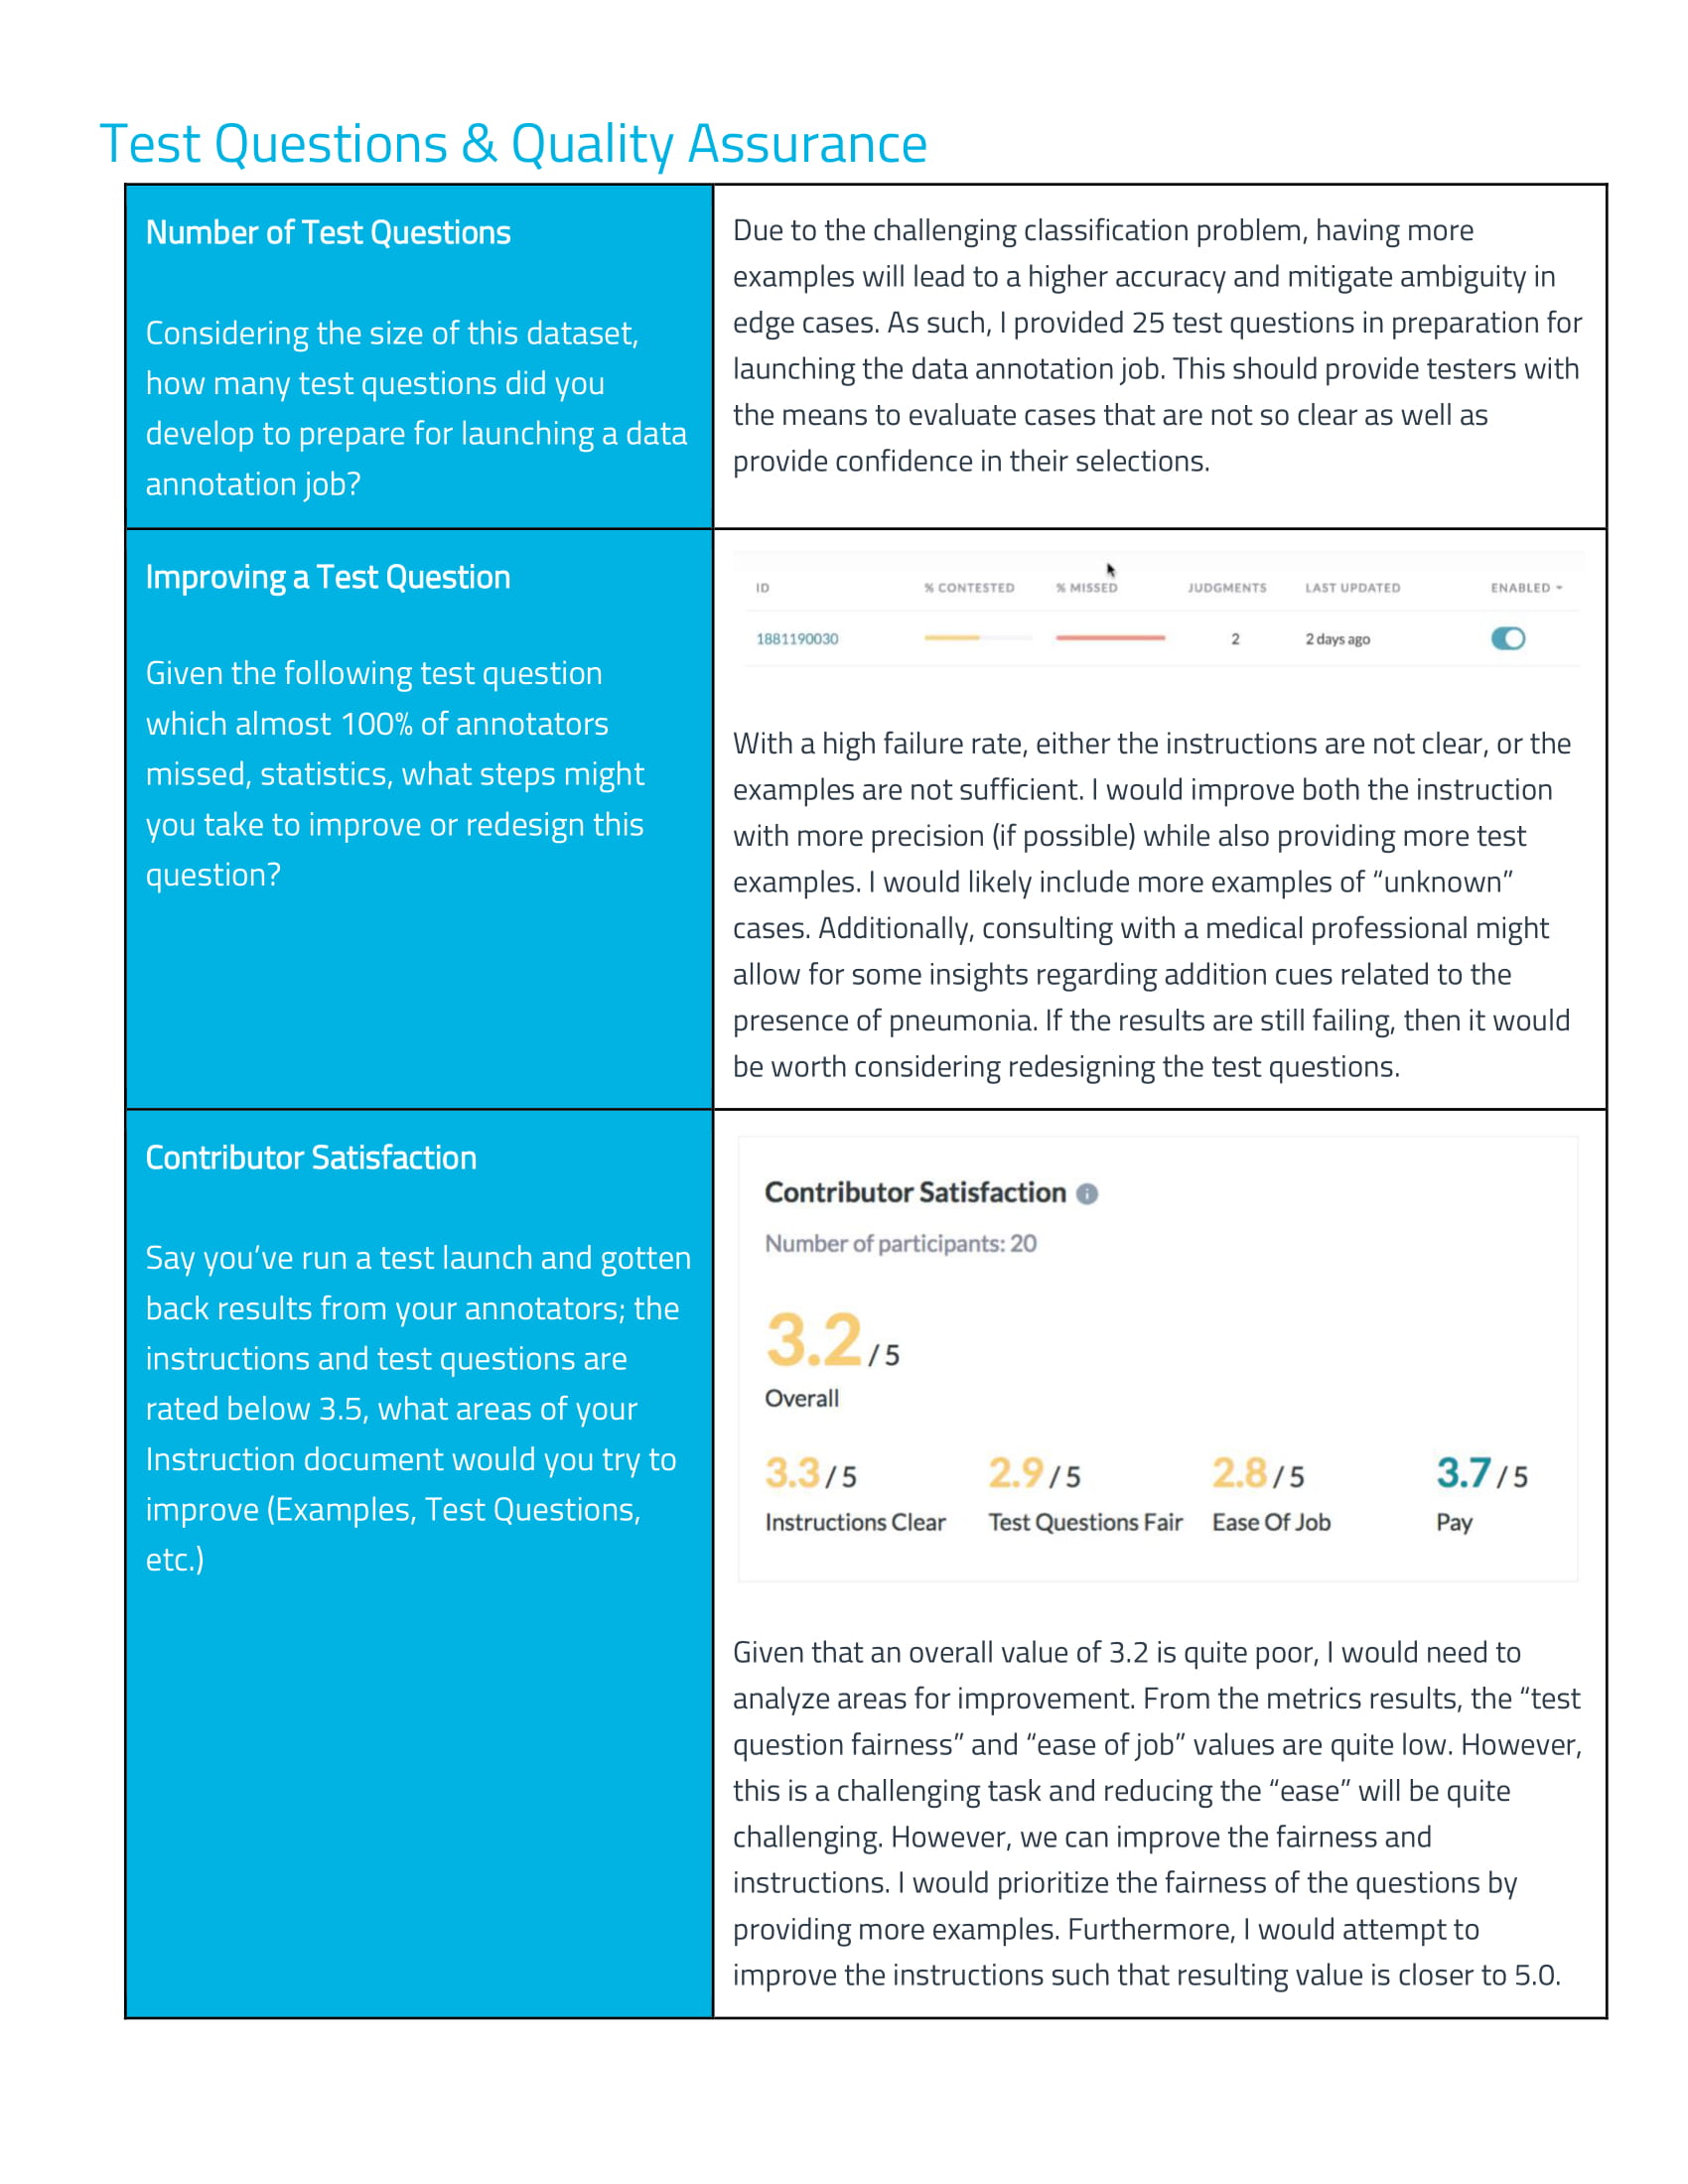 Test Questions & Quality Assurance
Number of Test Questions
Considering the size of this dataset,
how many test questions did you
develop to prepare for launching a data
annotation job?
Due to the challenging classification problem, having more
examples will lead to a higher accuracy and mitigate ambiguity in
edge cases. As such, I provided 25 test questions in preparation for
launching the data annotation job. This should provide testers with
the means to evaluate cases that are not so clear as well as
provide confidence in their selections.
Improving a Test Question
Given the following test question
which almost 100% of annotators
missed, statistics, what steps might
you take to improve or redesign this
question?
ID % CONTESTED % MISSED JUDGMENTS LAST UPDATED ENABLED
1881190030 2 2 days ago
With a high failure rate, either the instructions are not clear, or the
examples are not sufficient. I would improve both the instruction
with more precision (if possible) while also providing more test
examples. I would likely include more examples of “unknown”
cases. Additionally, consulting with a medical professional might
allow for some insights regarding addition cues related to the
presence of pneumonia. If the results are still failing, then it would
be worth considering redesigning the test questions.
Contributor Satisfaction
Say you’ve run a test launch and gotten
back results from your annotators; the
instructions and test questions are
rated below 3.5, what areas of your
Instruction document would you try to
improve (Examples, Test Questions,
etc.)
Contributor Satisfaction i
Number of participants: 20
3.2 / 5
Overall
3.3 / 5 2.9 / 5 2.8 / 5 3.7 / 5
Instructions Clear Test Questions Fair Ease Of Job Pay
Given that an overall value of 3.2 is quite poor, I would need to
analyze areas for improvement. From the metrics results, the “test
question fairness” and “ease of job” values are quite low. However,
this is a challenging task and reducing the “ease” will be quite
challenging. However, we can improve the fairness and
instructions. I would prioritize the fairness of the questions by
providing more examples. Furthermore, I would attempt to
improve the instructions such that resulting value is closer to 5.0.